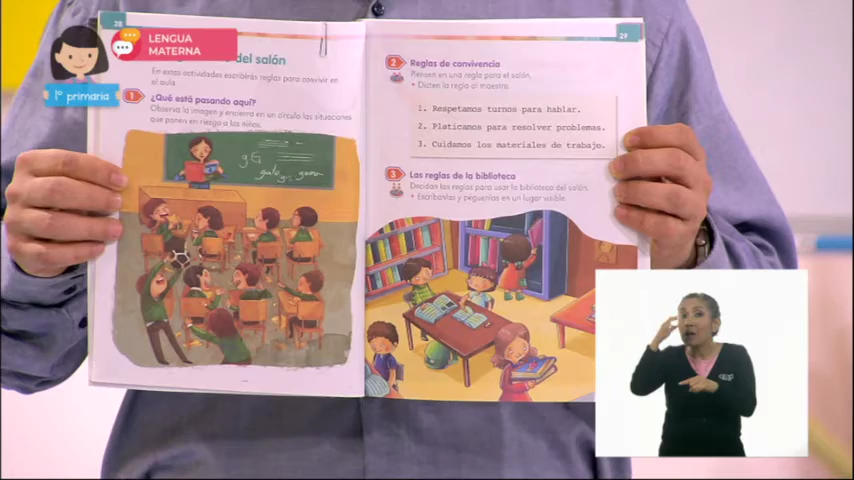 LENGUA
MATERNA
1° primaria
28
del salón
En estas actividades escribirás reglas para convivir en
el aula.
1 ¿Qué está pasando aquí?
Observa la imagen y encierra en un círculo las situaciones
que ponen en riesgo a los niños.
29
2 Reglas de convivencia
Piensen en una regla para el salón.
• Dicten la regla al maestro.
1. Respetamos turnos para hablar.
2. Platicamos para resolver problemas.
3. Cuidamos los materiales de trabajo.
3 Las reglas de la biblioteca
Decidan las reglas para usar la biblioteca del salón.
• Escríbanlas y péguenlas en un lugar visible.